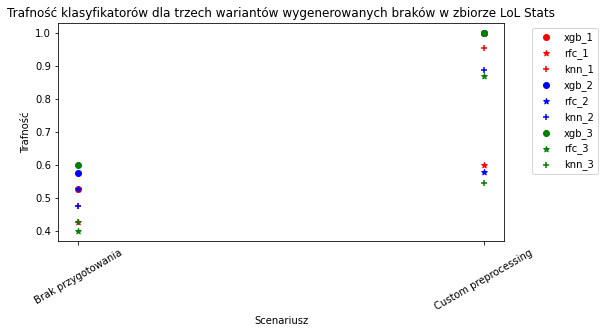 Trafność klasyfikatorów dla trzech wariantów wygenerowanych braków w zbiorze LoL Stats
1.0
0.9
0.8
0.7
0.6
0.5
0.4
Trafność
Brak przygotowania
Custom preprocessing
Scenariusz
xgb_1
rfc_1
knn_1
xgb_2
rfc_2
knn_2
xgb_3
rfc_3
knn_3